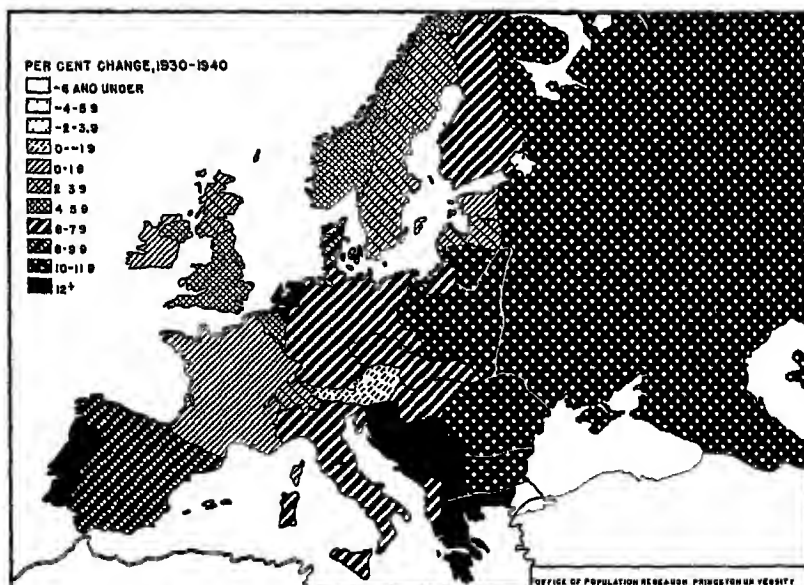 PER CENT CHANGE, 1930-1940
-6 AND UNDER
-4-5 9
-2-3.9
0--1 9
0-1 9
2 3 9
4 5 9
6-7 9
8-9 9
10-11 9
12+
OFFICE OF POPULATION RESEARCH PRINCETON UNIVERSITY